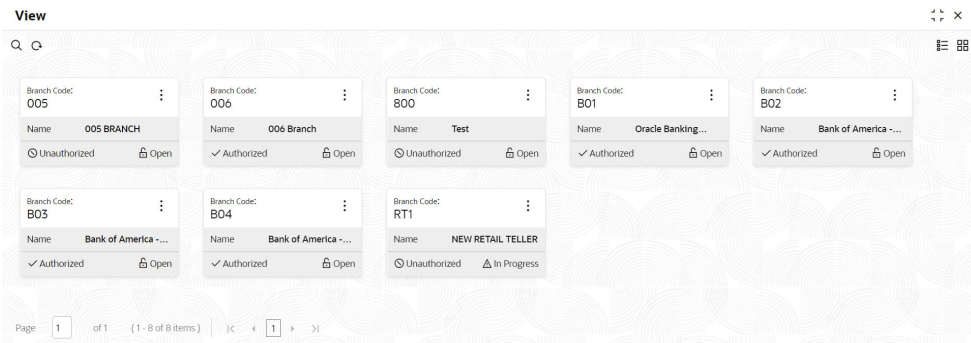 View
Branch Code:
005
Name 005 BRANCH
Unauthorized Open
Branch Code:
006
Name 006 Branch
Authorized Open
Branch Code:
800
Name Test
Unauthorized Open
Branch Code:
B01
Name Oracle Banking...
Authorized Open
Branch Code:
B02
Name Bank of America -...
Authorized Open
Branch Code:
B03
Name Bank of America -...
Authorized Open
Branch Code:
B04
Name Bank of America -...
Authorized Open
Branch Code:
RT1
Name NEW RETAIL TELLER
Unauthorized In Progress
Page 1 of 1 (1 - 8 of 8 items) 1